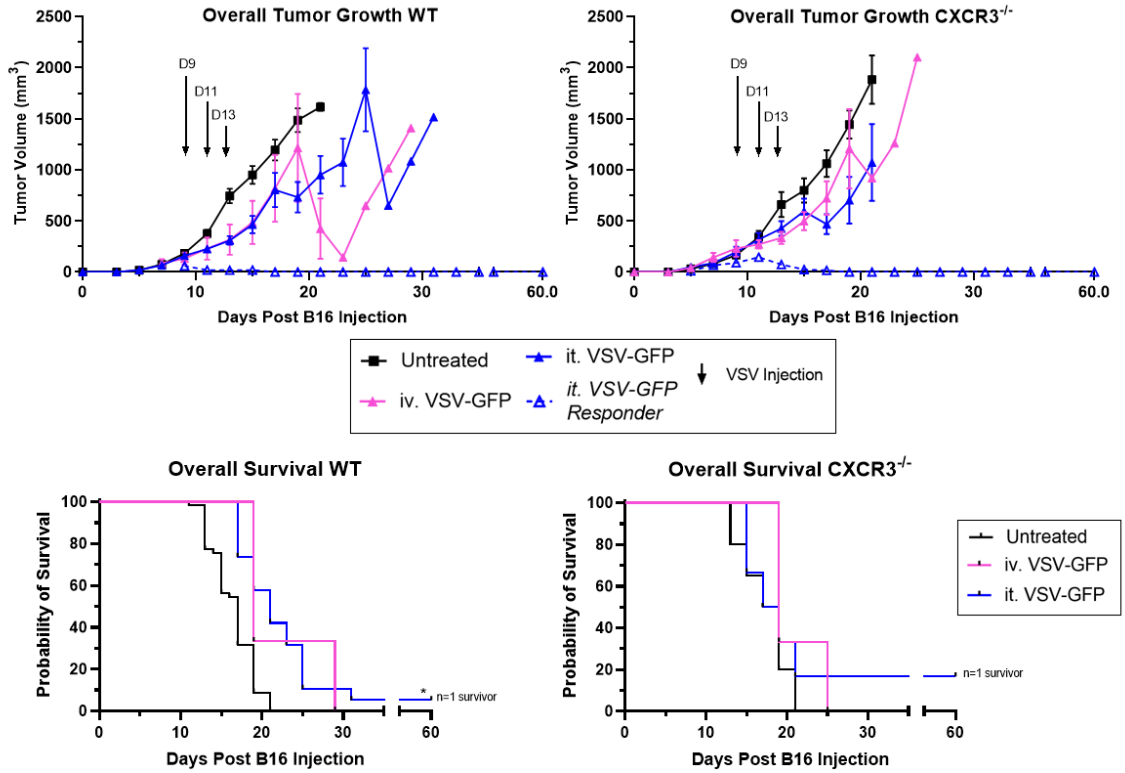 Overall Tumor Growth WT
Tumor Volume (mm³)
2500
2000
1500
1000
500
0
D9
D11
D13
0
10
20
30
60.0
Days Post B16 Injection
Overall Tumor Growth CXCR3⁻/⁻
Tumor Volume (mm³)
2500
2000
1500
1000
500
0
D9
D11
D13
0
10
20
30
60.0
Days Post B16 Injection
Untreated
it. VSV-GFP
VSV Injection
iv. VSV-GFP
it. VSV-GFP
Responder
Overall Survival WT
Probability of Survival
100
80
60
40
20
0
* n=1 survivor
0
10
20
30
60
Days Post B16 Injection
Overall Survival CXCR3⁻/⁻
Probability of Survival
100
80
60
40
20
0
n=1 survivor
0
10
20
30
60
Days Post B16 Injection
Untreated
iv. VSV-GFP
it. VSV-GFP